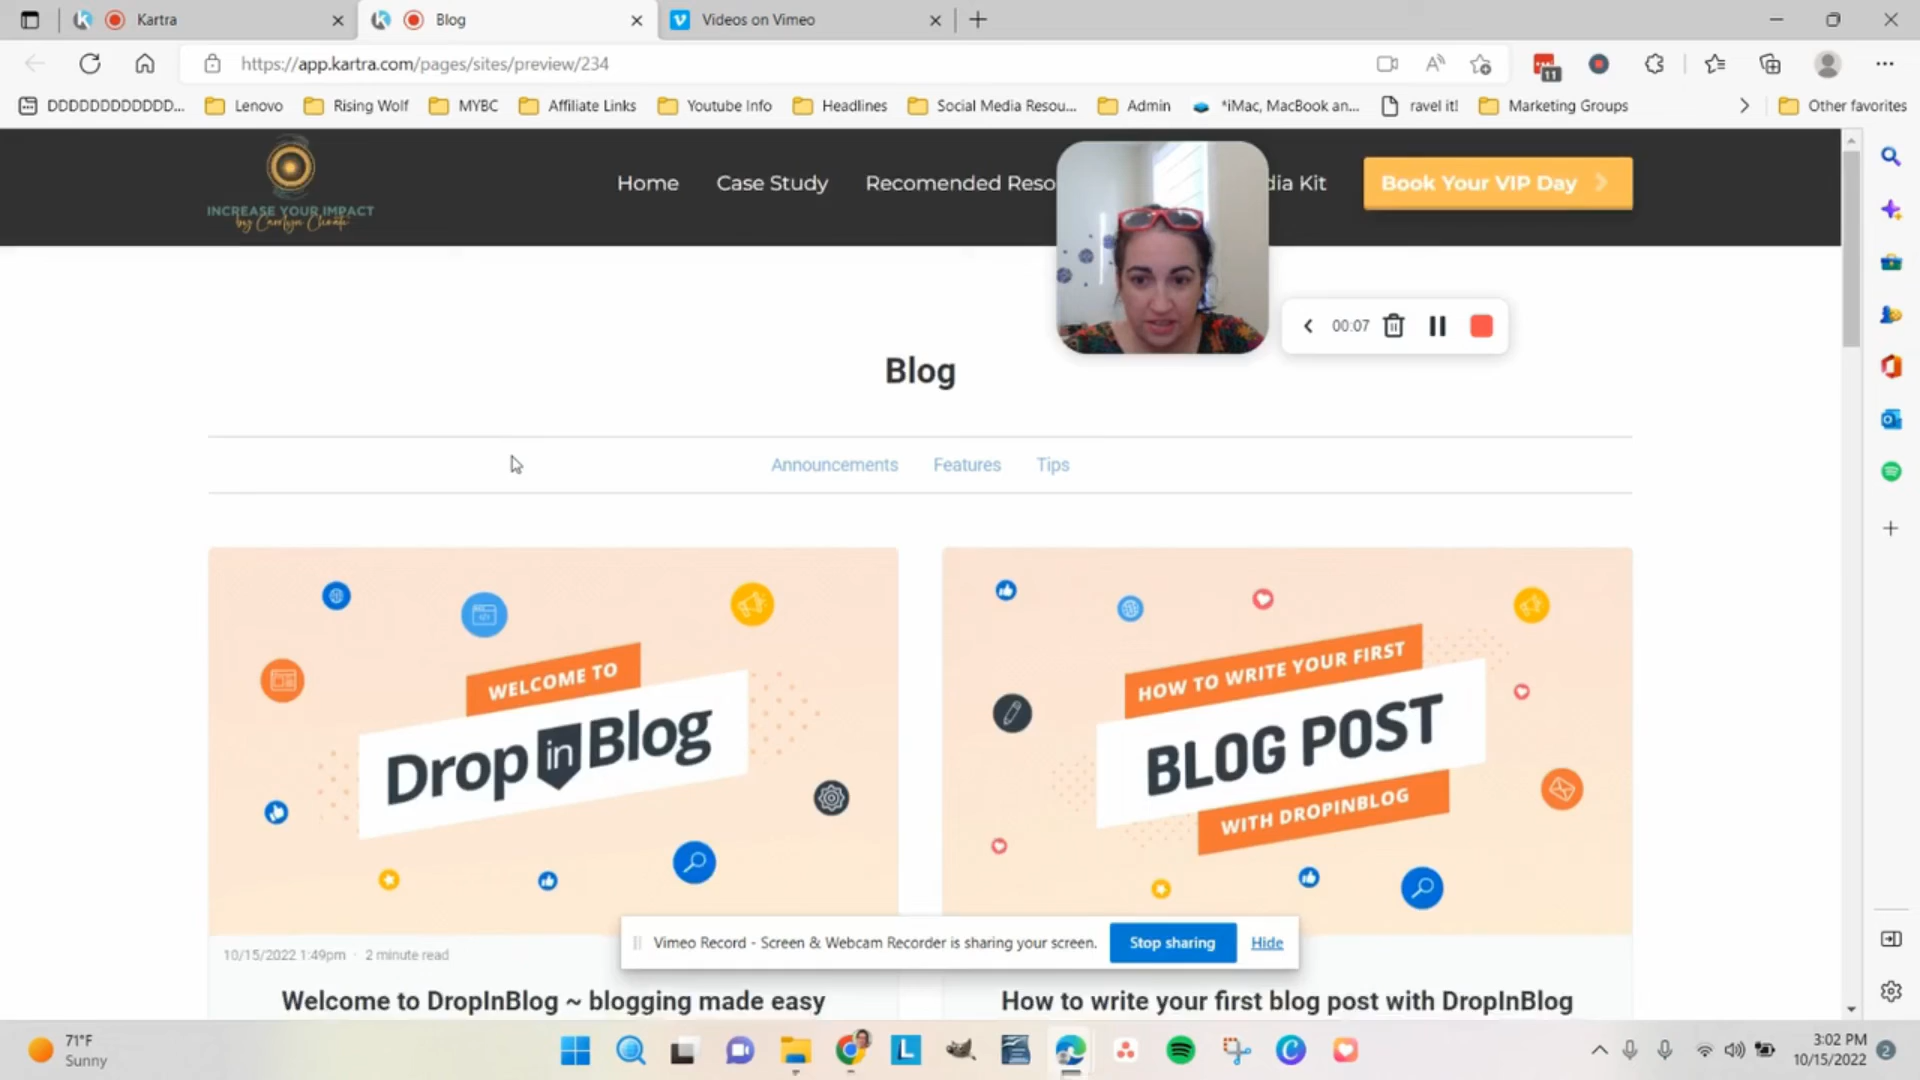 Kartra
Blog
Videos on Vimeo
https://app.kartra.com/pages/sites/preview/234
11
DDDDDDDDDDDD...
Lenovo
Rising Wolf
MYBC
Affiliate Links
Youtube Info
Headlines
Social Media Resou...
Admin
*iMac, MacBook an...
ravel it!
Marketing Groups
Other favorites
INCREASE YOUR IMPACT
by Carolyn Choate
Home
Case Study
Recomended Reso
dia Kit
Book Your VIP Day
00:07
Blog
Announcements
Features
Tips
WELCOME TO
Drop in Blog
HOW TO WRITE YOUR FIRST
BLOG POST
WITH DROPINBLOG
Vimeo Record - Screen & Webcam Recorder is sharing your screen.
Stop sharing
Hide
10/15/2022 1:49pm · 2 minute read
Welcome to DropInBlog ~ blogging made easy
How to write your first blog post with DropInBlog
71°F
Sunny
3:02 PM
10/15/2022
2